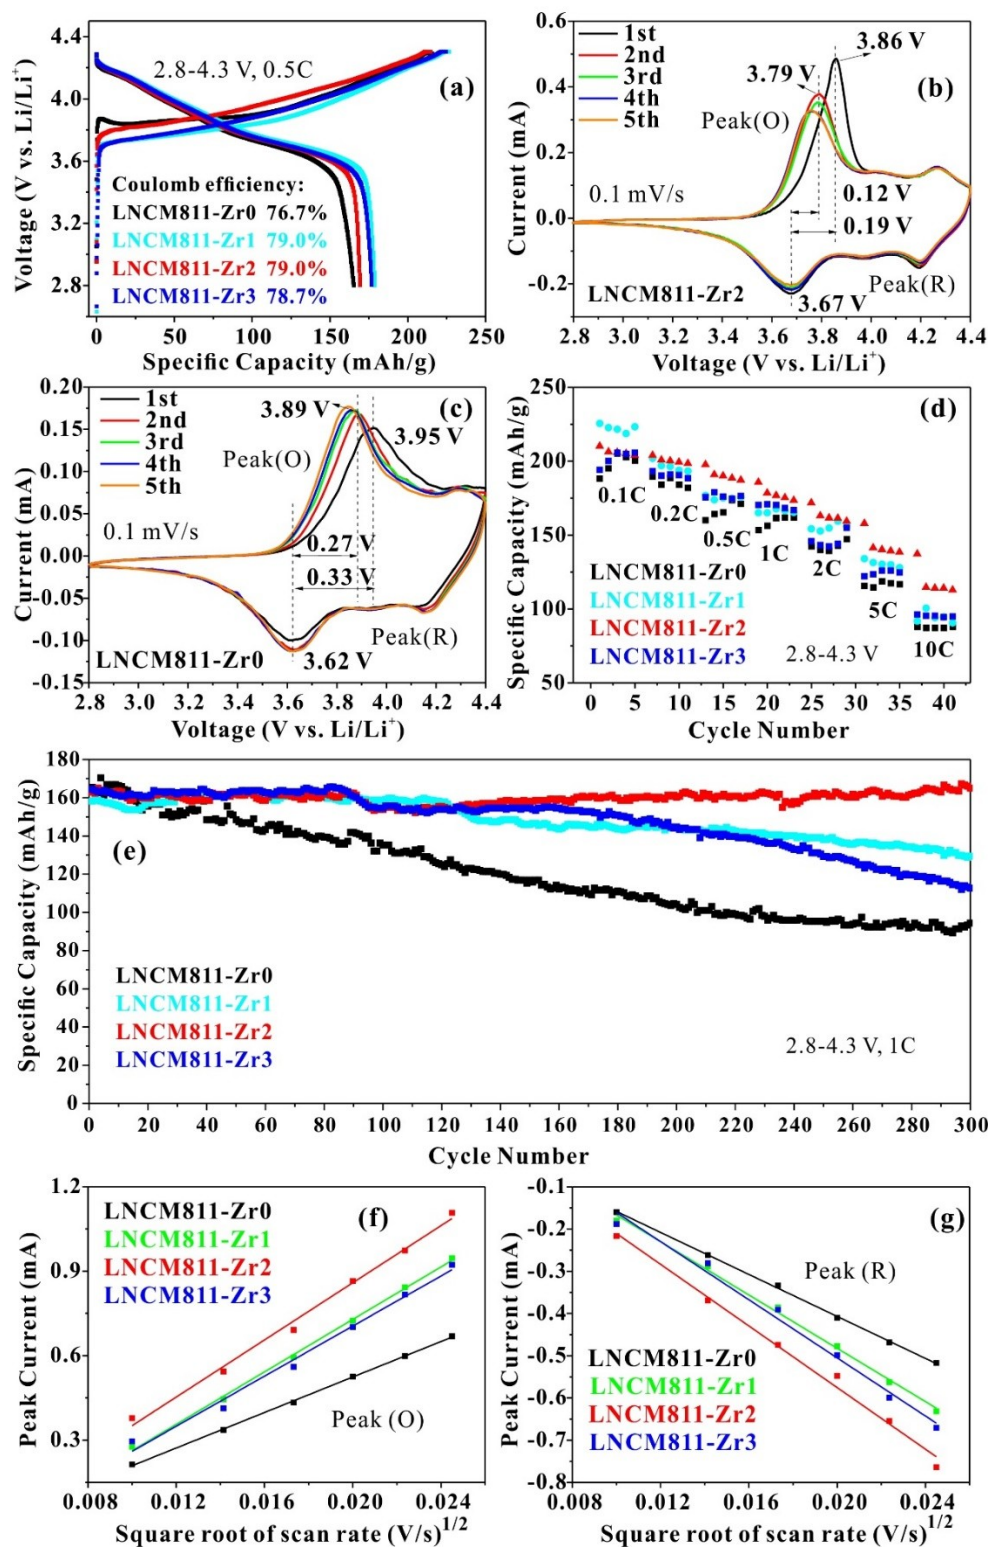 4.4
4.0
3.6
3.2
2.8
Voltage (V vs. Li/Li⁺)
2.8-4.3 V, 0.5C
(a)
Coulomb efficiency:
LNCM811-Zr0 76.7%
LNCM811-Zr1 79.0%
LNCM811-Zr2 79.0%
LNCM811-Zr3 78.7%
0 50 100 150 200 250
Specific Capacity (mAh/g)
0.6
0.4
0.2
0.0
-0.2
Current (mA)
1st
2nd
3rd
4th
5th
3.86 V
3.79 V
(b)
Peak(O)
0.1 mV/s
0.12 V
0.19 V
Peak(R)
3.67 V
LNCM811-Zr2
2.8 3.2 3.6 4.0 4.4
Voltage (V vs. Li/Li⁺)
0.20
0.15
0.10
0.05
0.00
-0.05
-0.10
-0.15
Current (mA)
1st
2nd
3rd
4th
5th
3.89 V
(c)
3.95 V
Peak(O)
0.1 mV/s
0.27 V
0.33 V
Peak(R)
3.62 V
LNCM811-Zr0
2.8 3.0 3.2 3.4 3.6 3.8 4.0 4.2 4.4
Voltage (V vs. Li/Li⁺)
250
200
150
100
50
Specific Capacity (mAh/g)
(d)
0.1C
0.2C
0.5C
1C
2C
5C
10C
LNCM811-Zr0
LNCM811-Zr1
LNCM811-Zr2
LNCM811-Zr3
2.8-4.3 V
0 5 10 15 20 25 30 35 40
Cycle Number
180
160
140
120
100
80
60
40
20
0
Specific Capacity (mAh/g)
(e)
LNCM811-Zr0
LNCM811-Zr1
LNCM811-Zr2
LNCM811-Zr3
2.8-4.3 V, 1C
0 20 40 60 80 100 120 140 160 180 200 220 240 260 280 300
Cycle Number
1.2
0.9
0.6
0.3
Peak Current (mA)
LNCM811-Zr0
LNCM811-Zr1
LNCM811-Zr2
LNCM811-Zr3
(f)
Peak (O)
0.008 0.012 0.016 0.020 0.024
Square root of scan rate (V/s)^1/2
-0.1
-0.2
-0.3
-0.4
-0.5
-0.6
-0.7
-0.8
Peak Current (mA)
(g)
Peak (R)
LNCM811-Zr0
LNCM811-Zr1
LNCM811-Zr2
LNCM811-Zr3
0.008 0.012 0.016 0.020 0.024
Square root of scan rate (V/s)^1/2